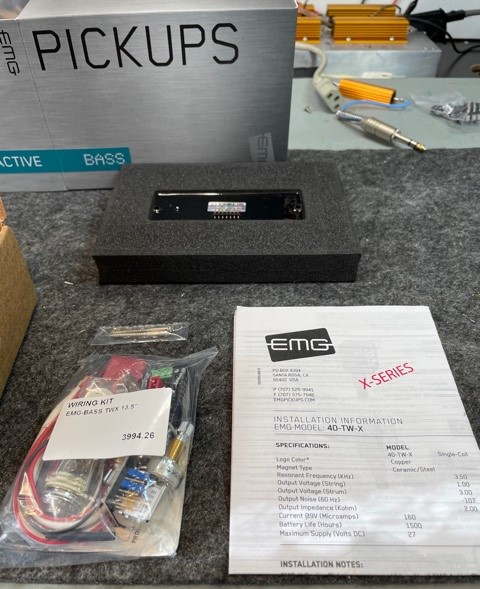 EMG
PICKUPS
ACTIVE BASS
WIRING KIT
EMG-BASS TWX 13.5"
3994.26
EMG
PO BOX 4394
SANTA ROSA, CA
95402 USA
P (707) 525-9941
F (707) 575-7046
EMGPICKUPS.COM
X-SERIES
INSTALLATION INFORMATION
EMG MODEL: 40-TW-X
SPECIFICATIONS: MODEL:
40-TW-X Single-Coil
Logo Color* Copper
Magnet Type Ceramic/Steel
Resonant Frequency (KHz) 3.50
Output Voltage (String) 1.00
Output Voltage (Strum) 3.00
Output Noise (60 Hz) -107
Output Impedance (Kohm) 2.00
Current @9V (Microamps) 160
Battery Life (Hours) 1500
Maximum Supply (Volts DC) 27
INSTALLATION NOTES: